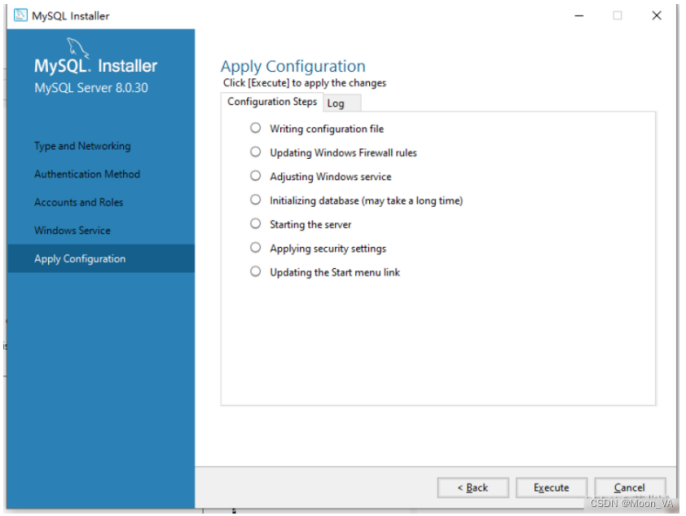 MySQL Installer
MySQL. Installer
MySQL Server 8.0.30
Type and Networking
Authentication Method
Accounts and Roles
Windows Service
Apply Configuration
Apply Configuration
Click [Execute] to apply the changes
Configuration Steps Log
Writing configuration file
Updating Windows Firewall rules
Adjusting Windows service
Initializing database (may take a long time)
Starting the server
Applying security settings
Updating the Start menu link
< Back Execute Cancel
CSDN @Moon_VA